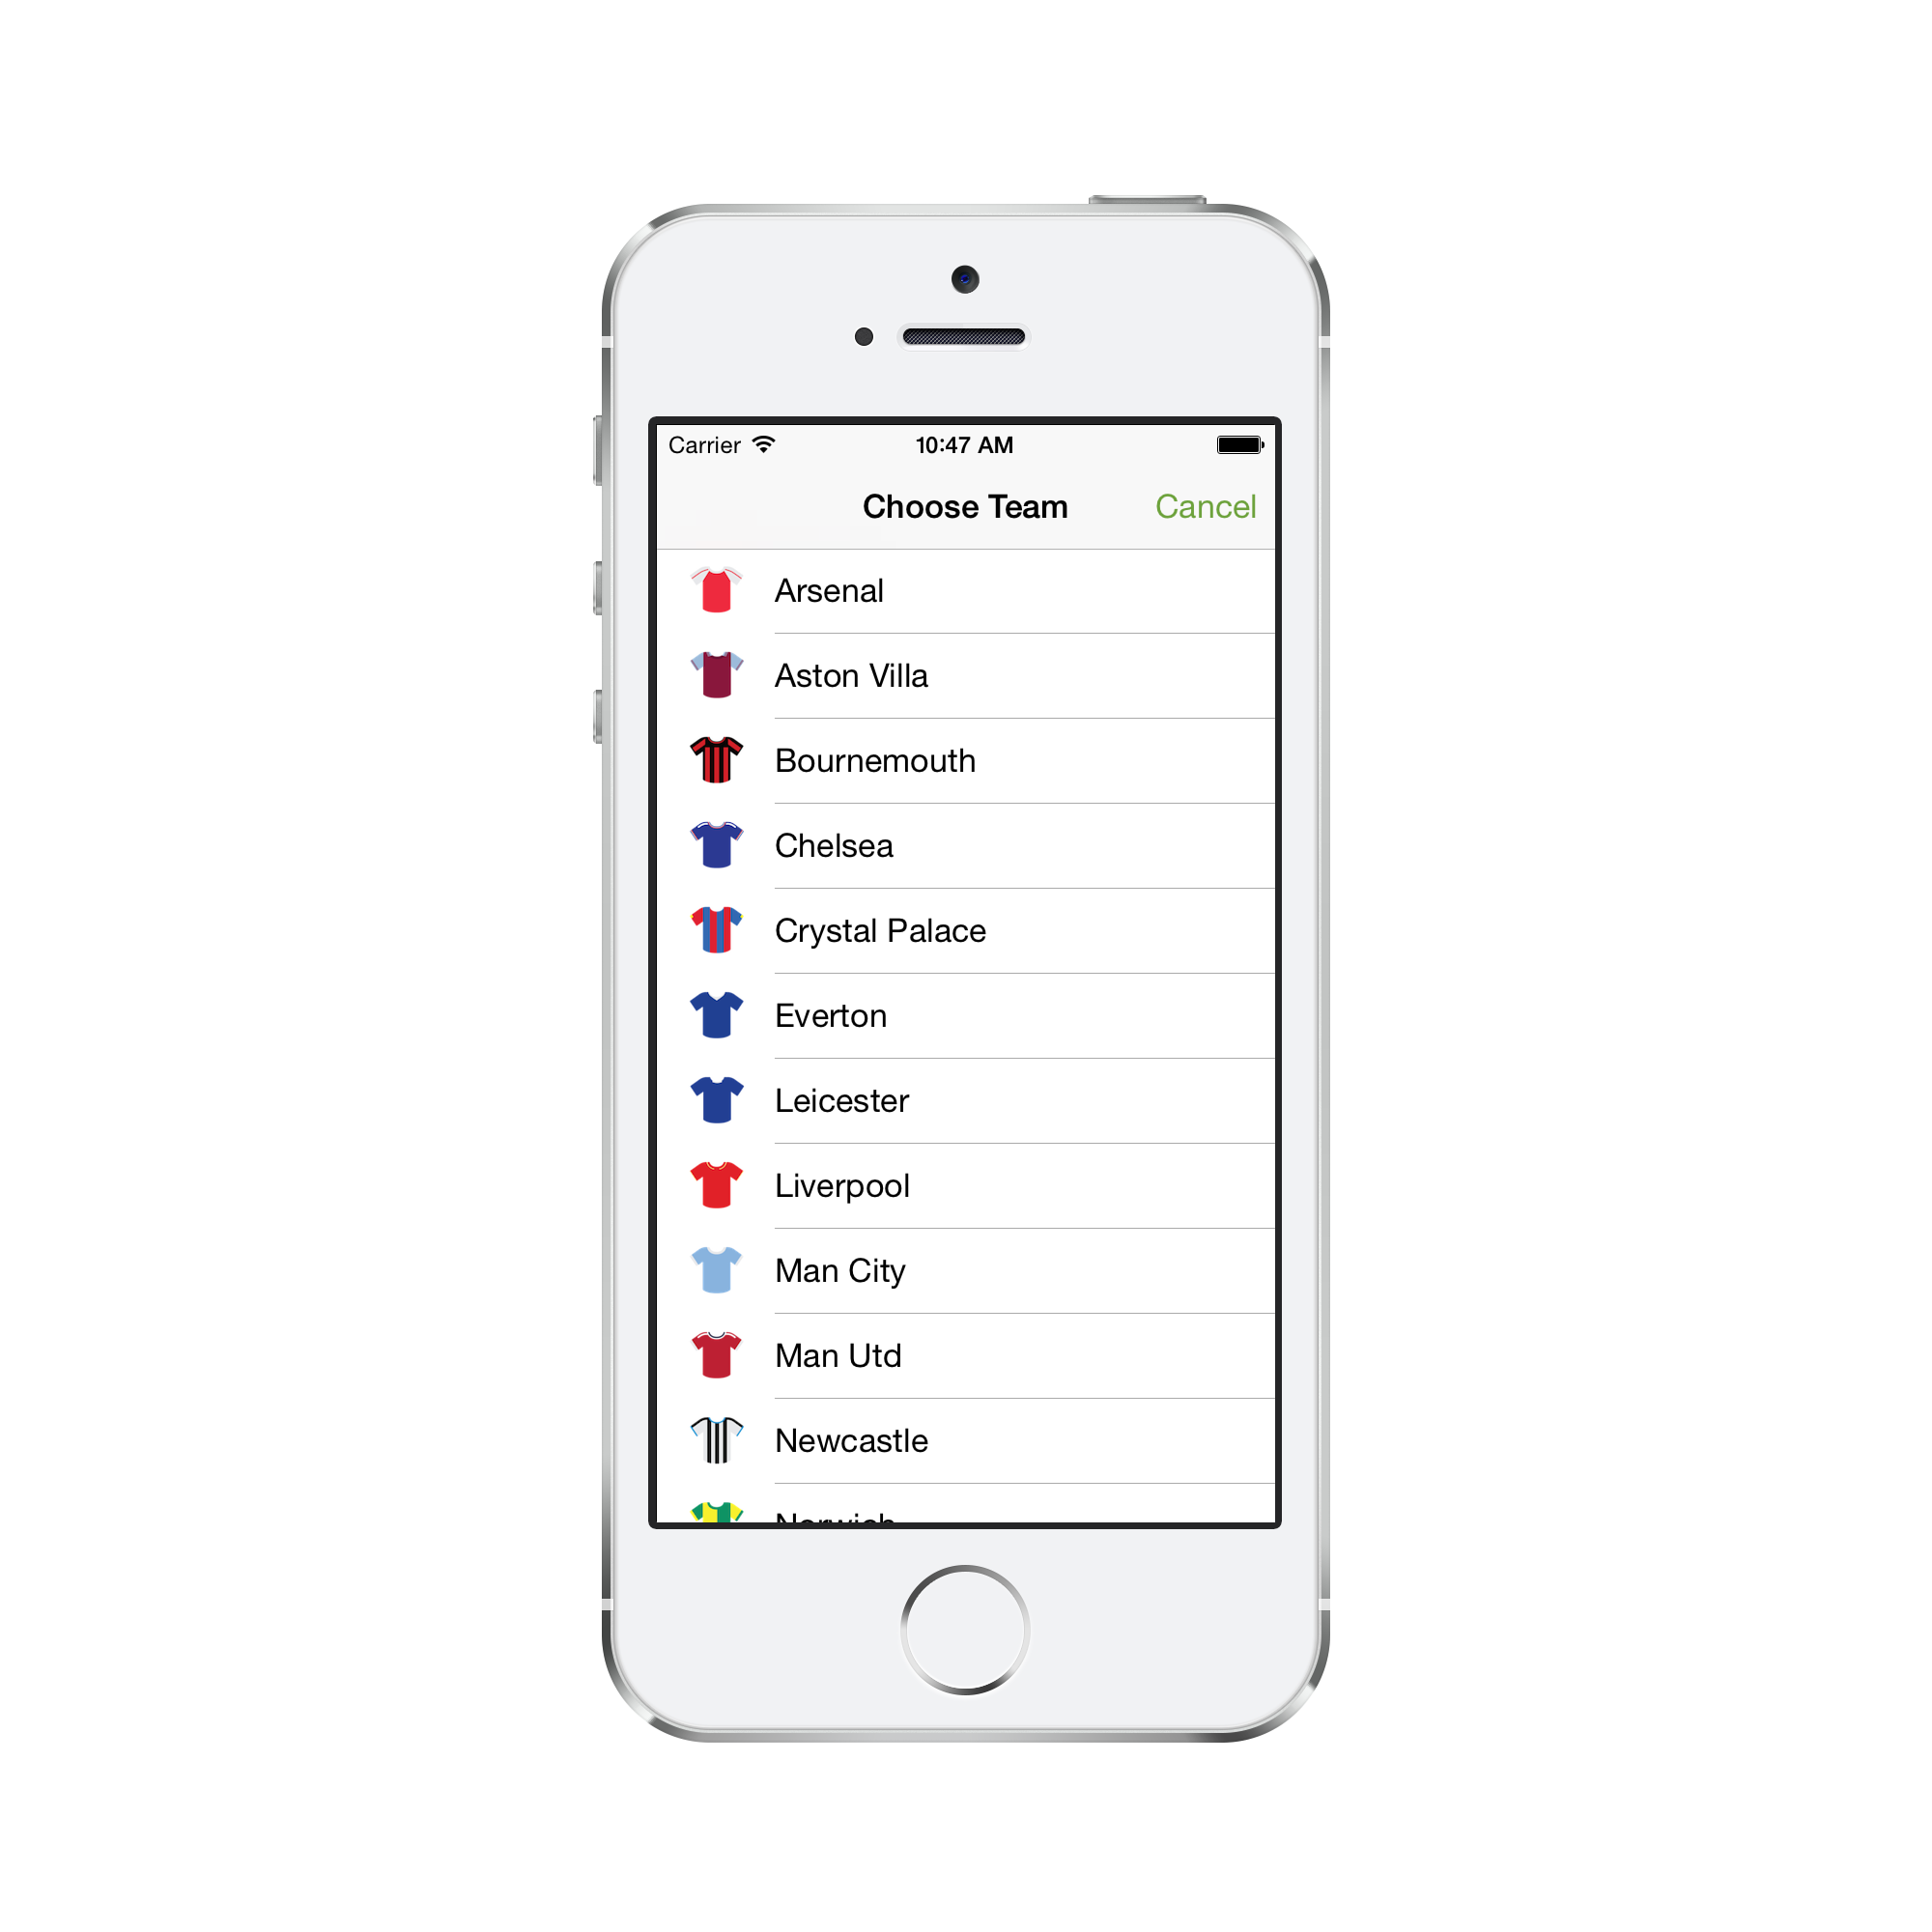 Carrier 10:47 AM
Choose Team Cancel
Arsenal
Aston Villa
Bournemouth
Chelsea
Crystal Palace
Everton
Leicester
Liverpool
Man City
Man Utd
Newcastle
Norwich